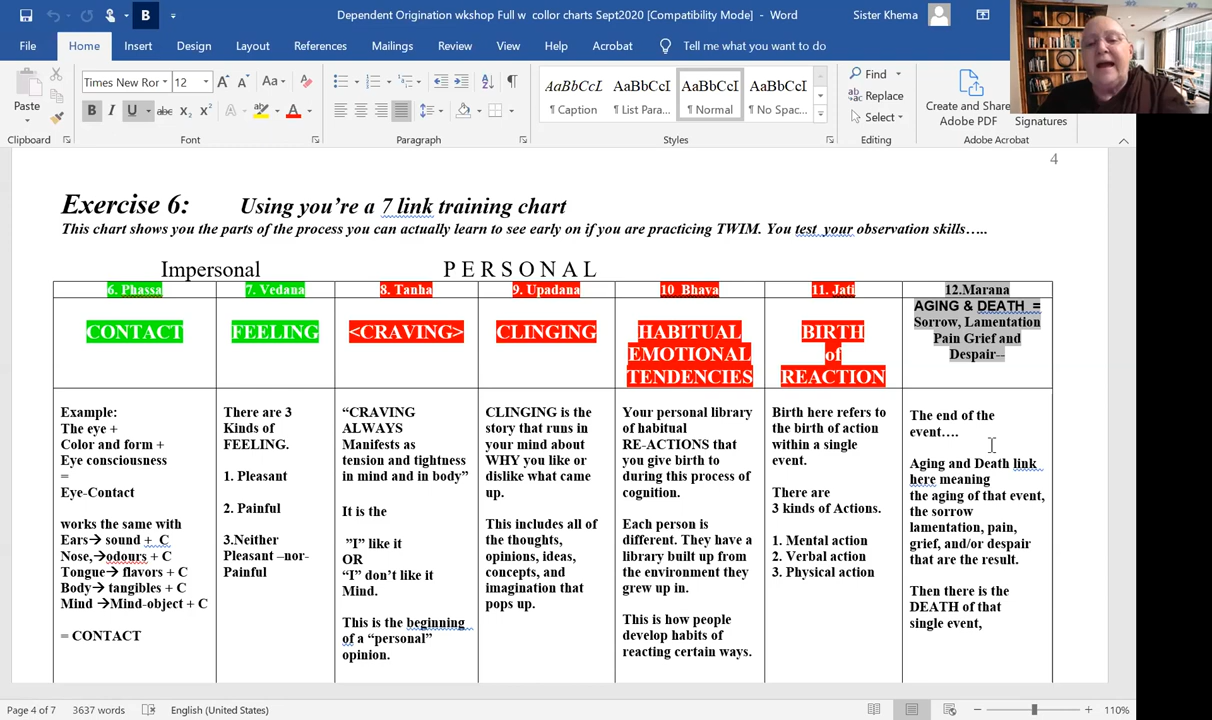 Dependent Origination wkshop Full w  collor charts Sept2020 [Compatibility Mode] - Word
Sister Khema
File Home Insert Design Layout References Mailings Review View Help Acrobat Tell me what you want to do
Paste
Times New Ror 12
AaBbCcI AaBbCcI AaBbCcI AaBbCcI
¶ Caption ¶ List Para... ¶ Normal ¶ No Spac...
Find
Replace
Select
Create and Share
Adobe PDF
Signatures
Clipboard Font Paragraph Styles Editing Adobe Acrobat
4
Exercise 6: Using you're a 7 link training chart
This chart shows you the parts of the process you can actually learn to see early on if you are practicing TWIM. You test  your observation skills…..
Impersonal P E R S O N A L
6. Phassa
CONTACT
Example:
The eye +
Color and form +
Eye consciousness
=
Eye-Contact
works the same with
Ears→ sound +  C
Nose,→odours + C
Tongue→ flavors + C
Body→ tangibles + C
Mind →Mind-object + C
= CONTACT
7. Vedana
FEELING
There are 3
Kinds of
FEELING.
1. Pleasant
2. Painful
3.Neither
Pleasant –nor-
Painful
8. Tanha
<CRAVING>
“CRAVING
ALWAYS
Manifests as
tension and tightness
in mind and in body”
It is the
”I” like it
OR
“I” don’t like it
Mind.
This is the beginning
of a “personal”
opinion.
9. Upadana
CLINGING
CLINGING is the
story that runs in
your mind about
WHY you like or
dislike what came
up.
This includes all of
the thoughts,
opinions, ideas,
concepts, and
imagination that
pops up.
10  Bhava
HABITUAL
EMOTIONAL
TENDENCIES
Your personal library
of habitual
RE-ACTIONS that
you give birth to
during this process of
cognition.
Each person is
different. They have a
library built up from
the environment they
grew up in.
This is how people
develop habits of
reacting certain ways.
11. Jati
BIRTH
of
REACTION
Birth here refers to
the birth of action
within a single
event.
There are
3 kinds of Actions.
1. Mental action
2. Verbal action
3. Physical action
12.Marana
AGING & DEATH  =
Sorrow, Lamentation
Pain Grief and
Despair--
The end of the
event….
Aging and Death link
here meaning
the aging of that event,
the sorrow
lamentation, pain,
grief, and/or despair
that are the result.
Then there is the
DEATH of that
single event,
Page 4 of 7 3637 words English (United States) 110%